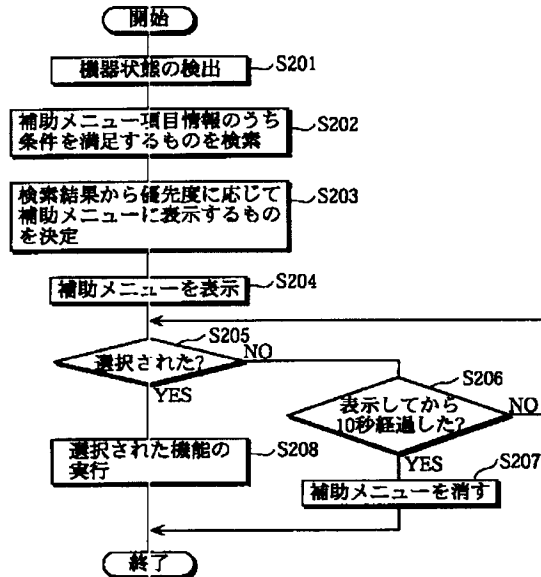 開始
機器状態の検出
S201
補助メニュー項目情報のうち
条件を満足するものを検索
S202
検索結果から優先度に応じて
補助メニューに表示するもの
を決定
S203
補助メニューを表示
S204
S205
選択された?
NO
YES
S206
表示してから
10秒経過した?
NO
YES
選択された機能の
実行
S208
S207
補助メニューを消す
終了